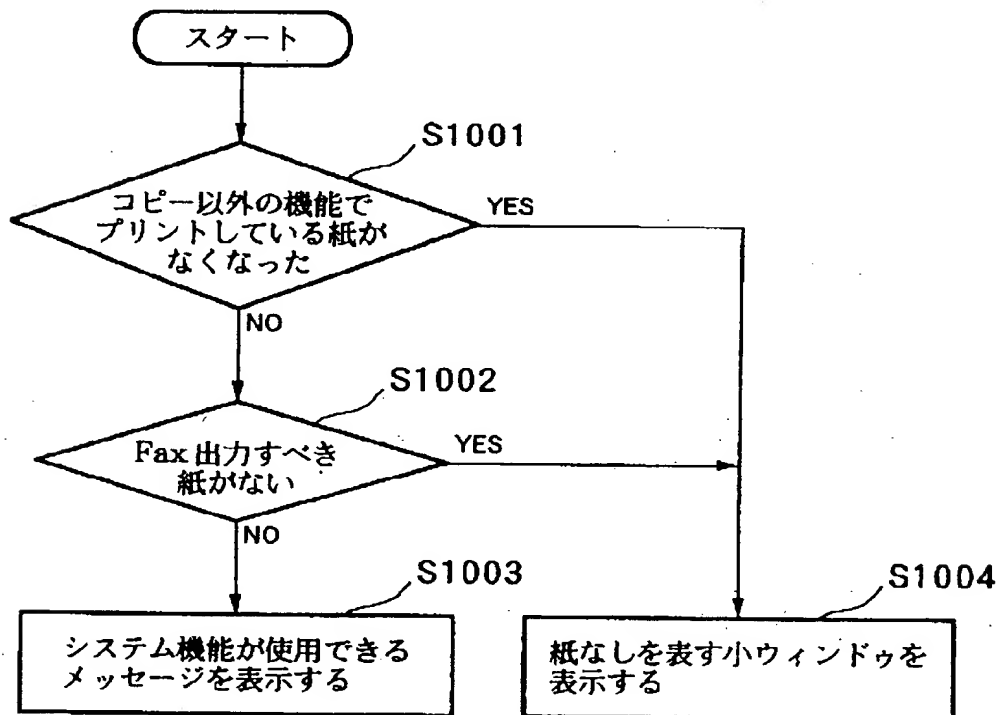 スタート
S1001
コピー以外の機能で
プリントしている紙が
なくなった
YES
NO
S1002
Fax 出力すべき
紙がない
YES
NO
S1003
システム機能が使用できる
メッセージを表示する
S1004
紙なしを表す小ウィンドゥを
表示する